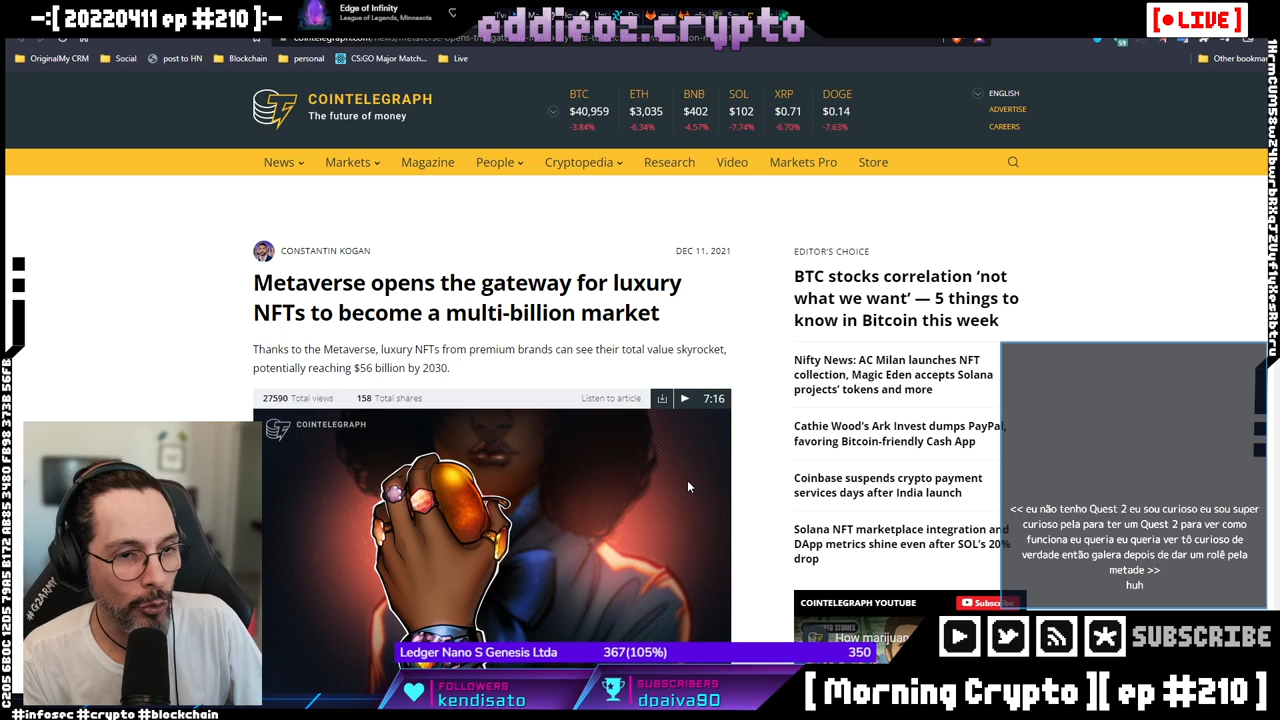 -:[ 20220411 ep #210 ]:-
Edge of Infinity
League of Legends, Minnesota
eddieoz.crypto
[ LIVE ]
OriginalMy CRM
Social
post to HN
Blockchain
personal
CS:GO Major Match...
Live
Other bookmar
COINTELEGRAPH
The future of money
BTC ETH BNB SOL XRP DOGE
$40,959 $3,035 $402 $102 $0.71 $0.14
-3.84% -6.34% -4.57% -7.74% -6.70% -7.63%
ENGLISH
ADVERTISE
CAREERS
News Markets Magazine People Cryptopedia Research Video Markets Pro Store
CONSTANTIN KOGAN
DEC 11, 2021
Metaverse opens the gateway for luxury
NFTs to become a multi-billion market
Thanks to the Metaverse, luxury NFTs from premium brands can see their total value skyrocket,
potentially reaching $56 billion by 2030.
27590 Total views 158 Total shares Listen to article 7:16
COINTELEGRAPH
EDITOR'S CHOICE
BTC stocks correlation ‘not
what we want’ — 5 things to
know in Bitcoin this week
Nifty News: AC Milan launches NFT
collection, Magic Eden accepts Solana
projects’ tokens and more
Cathie Wood’s Ark Invest dumps PayPal,
favoring Bitcoin-friendly Cash App
Coinbase suspends crypto payment
services days after India launch
Solana NFT marketplace integration and
DApp metrics shine even after SOL’s 20%
drop
COINTELEGRAPH YOUTUBE
Subscribe
CRYPTO STORIES
How marijuan
<< eu não tenho Quest 2 eu sou curioso eu sou super
curioso pela para ter um Quest 2 para ver como
funciona eu queria eu queria ver tô curioso de
verdade então galera depois de dar um rolê pela
metade >>
huh
#AG2ARMY
Ledger Nano S Genesis Ltda 367(105%) 350
FOLLOWERS
kendisato
SUBSCRIBERS
dpaiva90
SUBSCRIBE
[ Morning Crypto ][ ep #210 ]
#infosec #crypto #blockchain